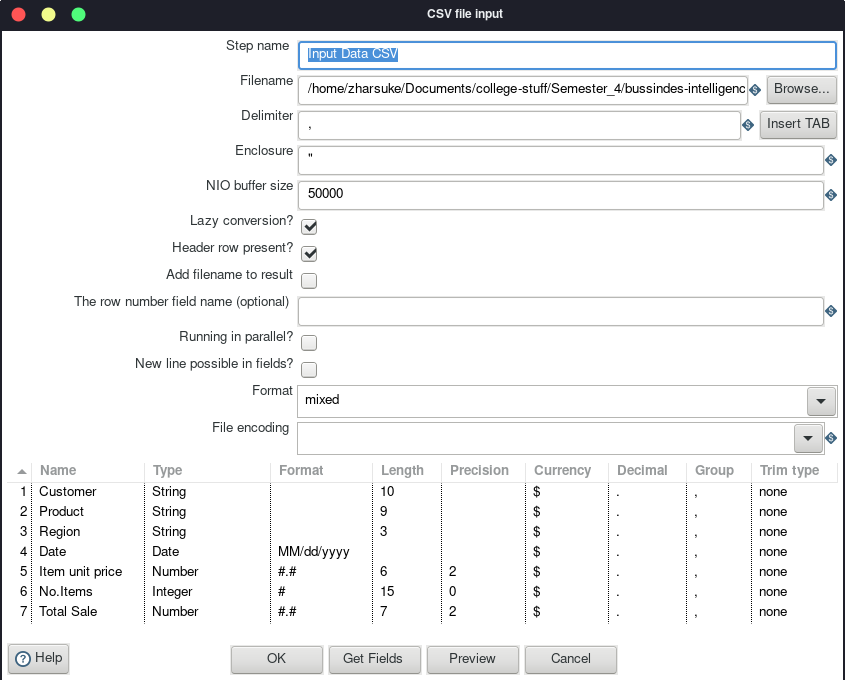 CSV file input
Step name Input Data CSV
Filename /home/zharsuke/Documents/college-stuff/Semester_4/bussindes-intelligenc $ Browse...
Delimiter , $ Insert TAB
Enclosure " $
NIO buffer size 50000 $
Lazy conversion?
Header row present?
Add filename to result
The row number field name (optional) $
Running in parallel?
New line possible in fields?
Format mixed
File encoding $
Name Type Format Length Precision Currency Decimal Group Trim type
1 Customer String 10 $ . , none
2 Product String 9 $ . , none
3 Region String 3 $ . , none
4 Date Date MM/dd/yyyy $ . , none
5 Item unit price Number #.# 6 2 $ . , none
6 No.Items Integer # 15 0 $ . , none
7 Total Sale Number #.# 7 2 $ . , none
? Help OK Get Fields Preview Cancel